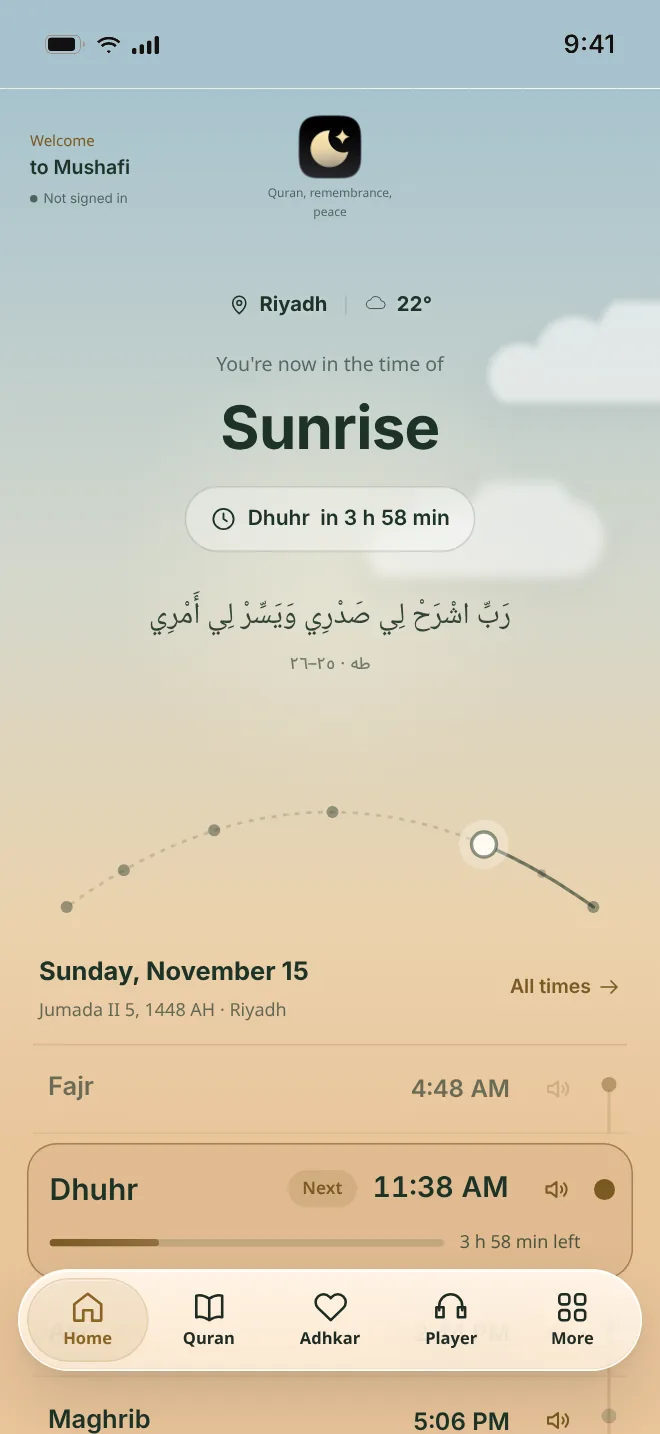 9:41
Welcome
to Mushafi
Not signed in
Quran, remembrance,
peace
Riyadh | 22°
You're now in the time of
Sunrise
Dhuhr in 3 h 58 min
رَبِّ اشْرَحْ لِي صَدْرِي وَيَسِّرْ لِي أَمْرِي
طه · ٢٥–٢٦
Sunday, November 15
All times →
Jumada II 5, 1448 AH · Riyadh
Fajr 4:48 AM
Dhuhr Next 11:38 AM
3 h 58 min left
Home Quran Adhkar Player More
Maghrib 5:06 PM